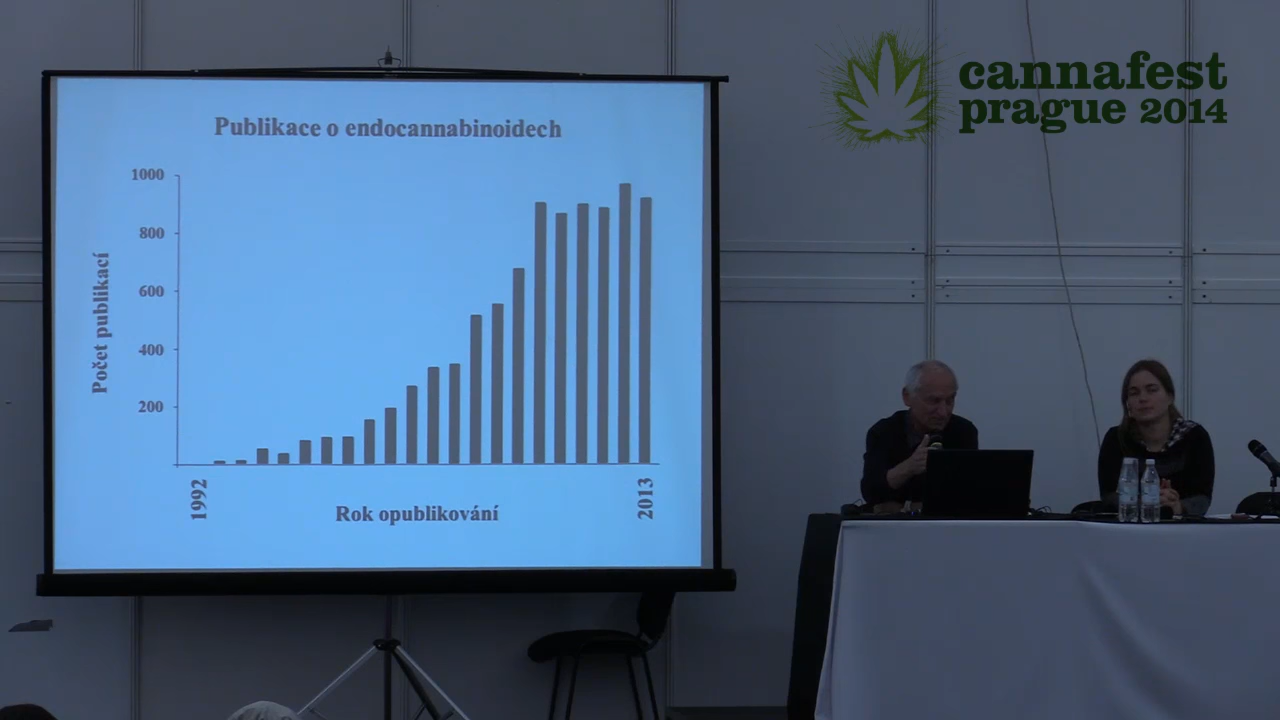 cannafest
prague 2014
Publikace o endocannabinoidech
1000
800
600
400
200
Počet publikací
1992
2013
Rok opublikování